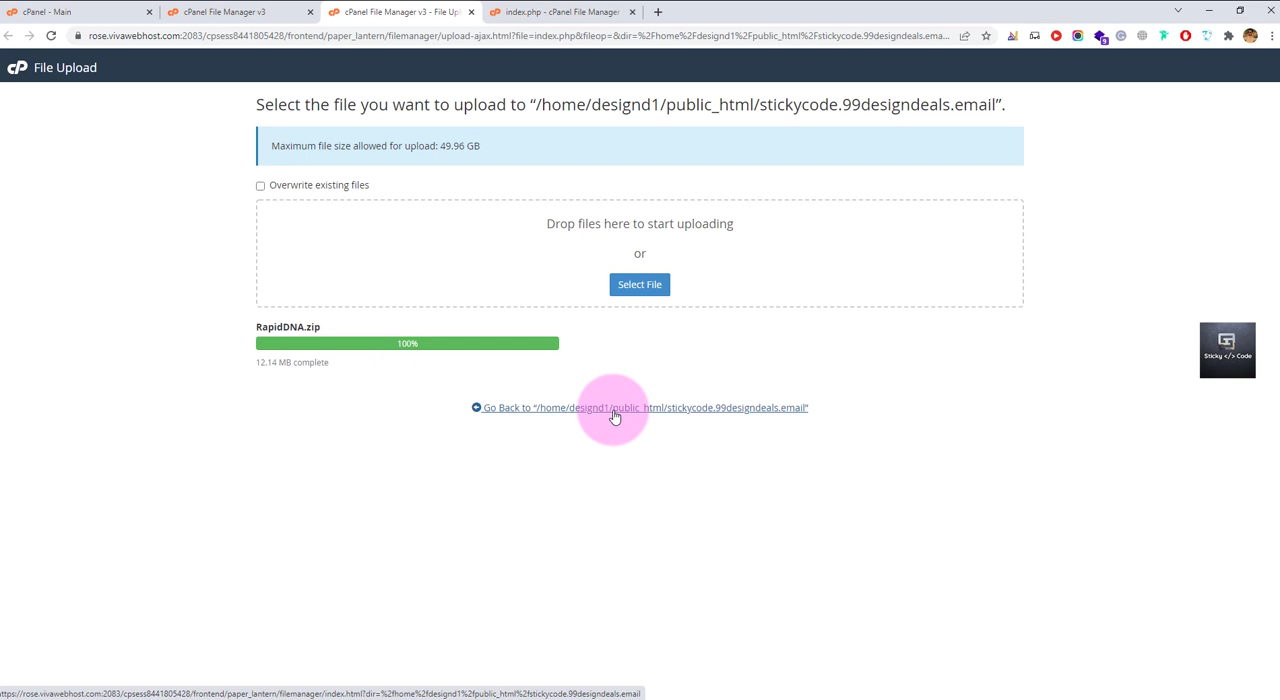 cPanel - Main
cPanel File Manager v3
cPanel File Manager v3 - File Upl
index.php - cPanel File Manager
rose.vivawebhost.com:2083/cpsess8441805428/frontend/paper_lantern/filemanager/upload-ajax.html?file=index.php&fileop=&dir=%2Fhome%2Fdesignd1%2Fpublic_html%2Fstickycode.99designdeals.ema...
9
cP File Upload
Select the file you want to upload to “/home/designd1/public_html/stickycode.99designdeals.email”.
Maximum file size allowed for upload: 49.96 GB
Overwrite existing files
Drop files here to start uploading
or
Select File
RapidDNA.zip
100%
12.14 MB complete
Sticky </> Code
Go Back to “/home/designd1/public_html/stickycode.99designdeals.email”
https://rose.vivawebhost.com:2083/cpsess8441805428/frontend/paper_lantern/filemanager/index.html?dir=%2fhome%2fdesignd1%2fpublic_html%2fstickycode.99designdeals.email